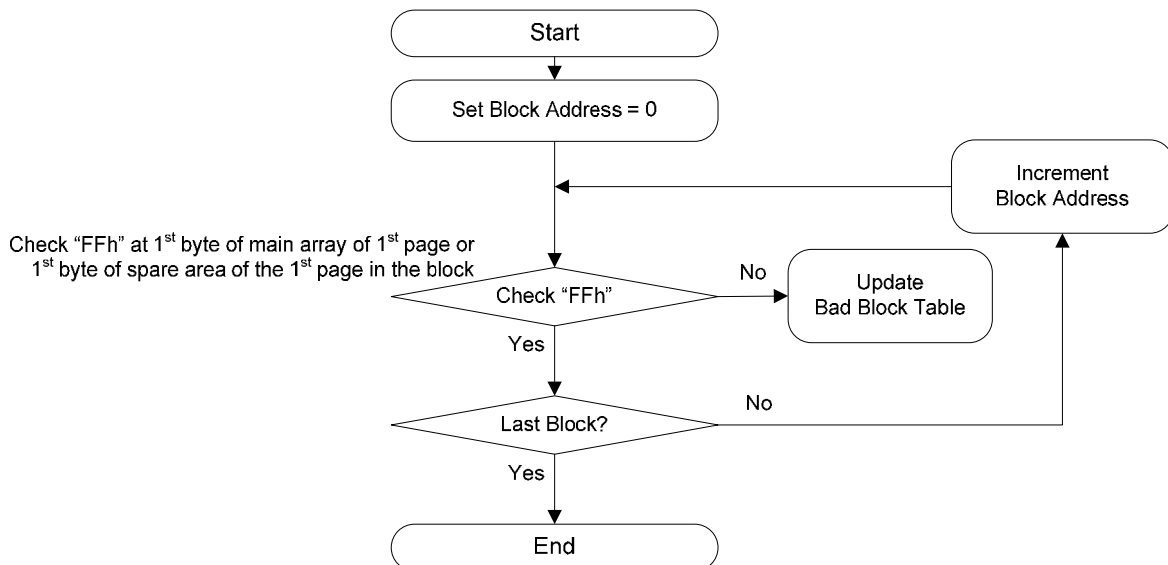 Start
Set Block Address = 0
Increment
Block Address
Check “FFh” at 1st byte of main array of 1st page or
1st byte of spare area of the 1st page in the block
Check “FFh”
No
Update
Bad Block Table
Yes
Last Block?
No
Yes
End